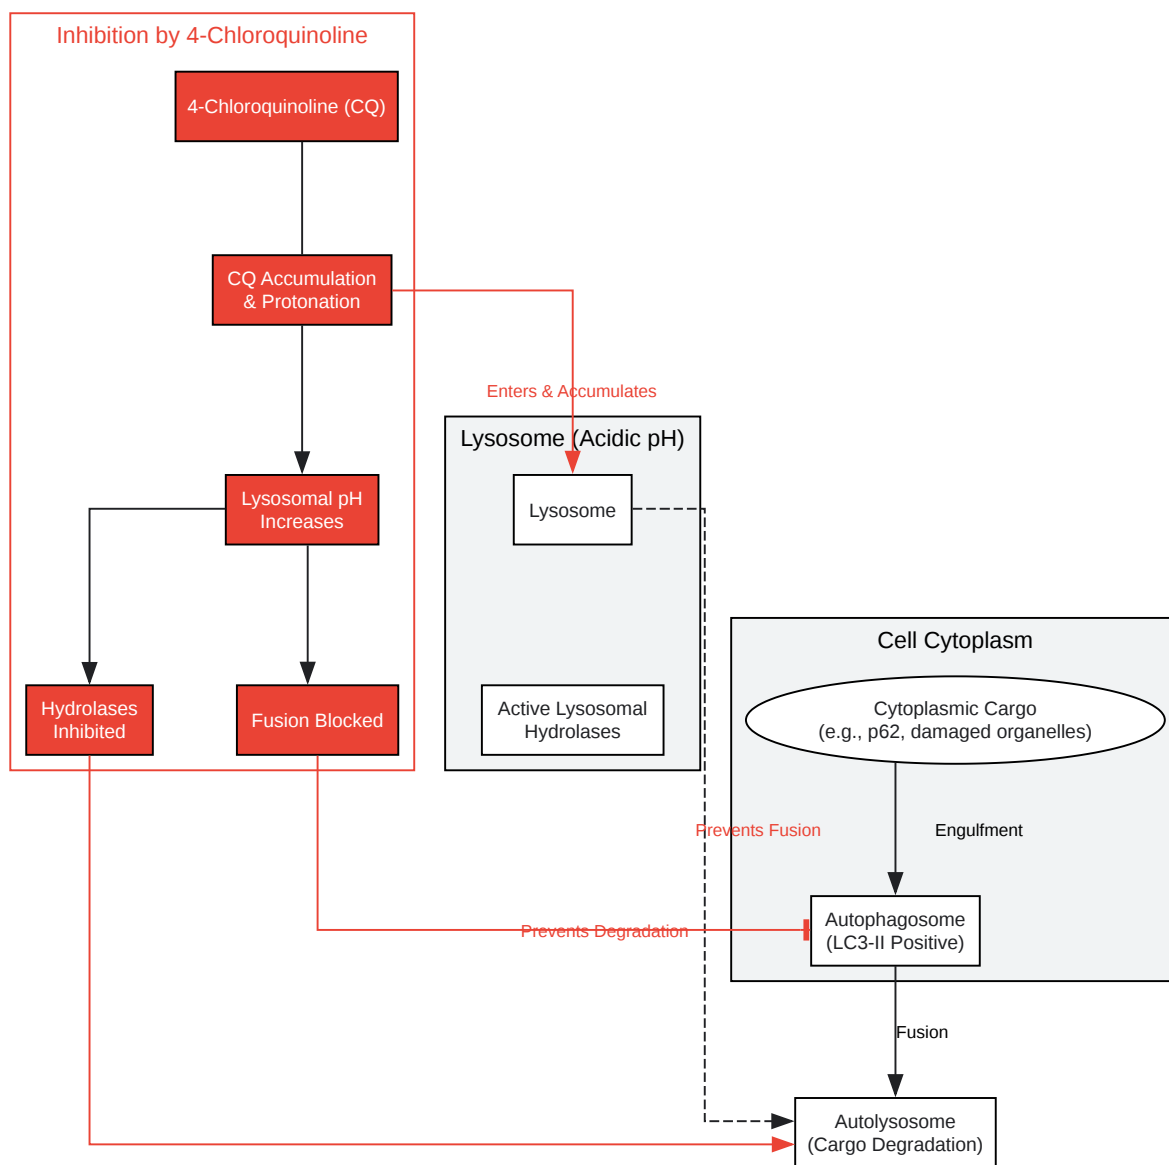 Inhibition by 4-Chloroquinoline
4-Chloroquinoline (CQ)
CQ Accumulation
& Protonation
Enters & Accumulates
Lysosome (Acidic pH)
Lysosomal pH
Increases
Lysosome
Hydrolases
Inhibited
Fusion Blocked
Active Lysosomal
Hydrolases
Cell Cytoplasm
Cytoplasmic Cargo
(e.g., p62, damaged organelles)
Prevents Fusion
Engulfment
Prevents Degradation
Autophagosome
(LC3-II Positive)
Fusion
Autolysosome
(Cargo Degradation)